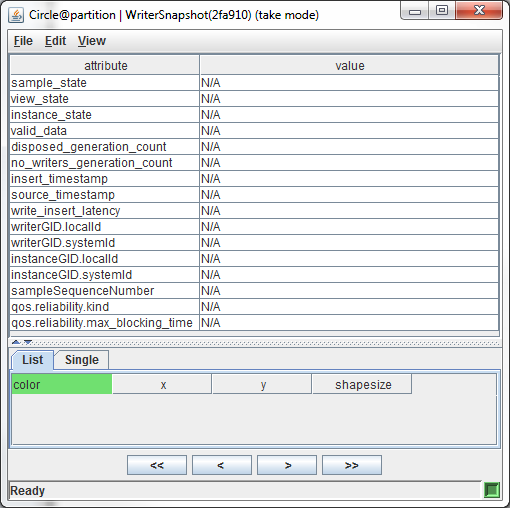 Circle@partition | WriterSnapshot(2fa910) (take mode)
File Edit View
attribute value
sample_state N/A
view_state N/A
instance_state N/A
valid_data N/A
disposed_generation_count N/A
no_writers_generation_count N/A
insert_timestamp N/A
source_timestamp N/A
write_insert_latency N/A
writerGID.localId N/A
writerGID.systemId N/A
instanceGID.localId N/A
instanceGID.systemId N/A
sampleSequenceNumber N/A
qos.reliability.kind N/A
qos.reliability.max_blocking_time N/A
List Single
color x y shapesize
<< < > >>
Ready